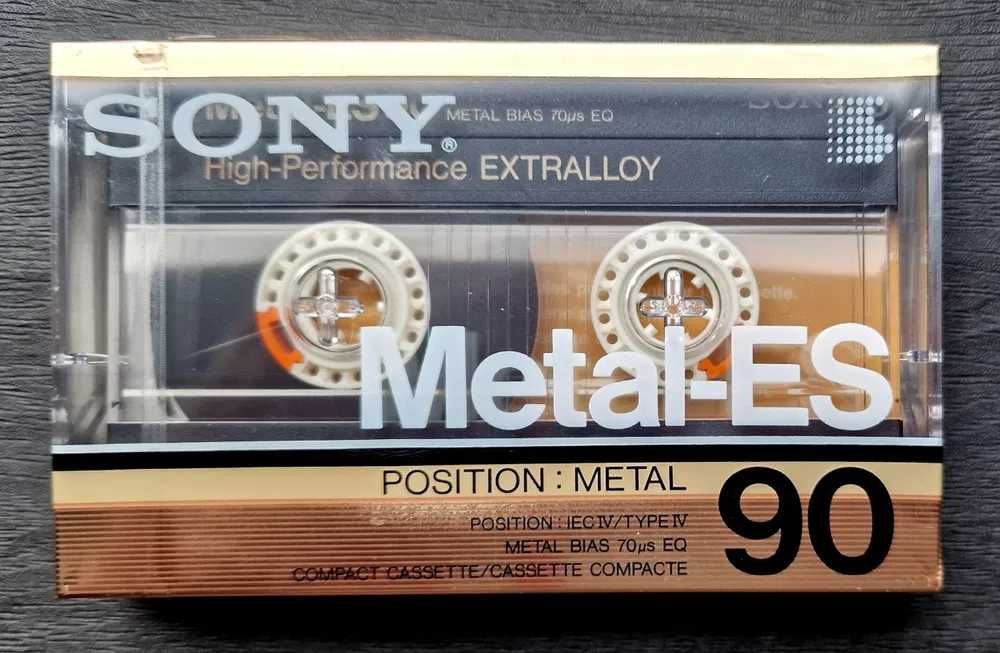 SONY®
METAL BIAS 70µs EQ
High-Performance EXTRALLOY
Metal-ES
POSITION : METAL
90
POSITION : IEC IV/TYPE IV
METAL BIAS 70µs EQ
COMPACT CASSETTE/CASSETTE COMPACTE